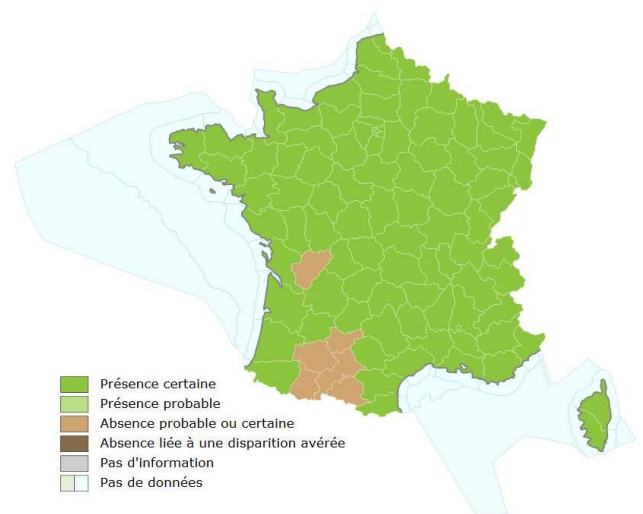 Présence certaine
Présence probable
Absence probable ou certaine
Absence liée à une disparition avérée
Pas d'information
Pas de données